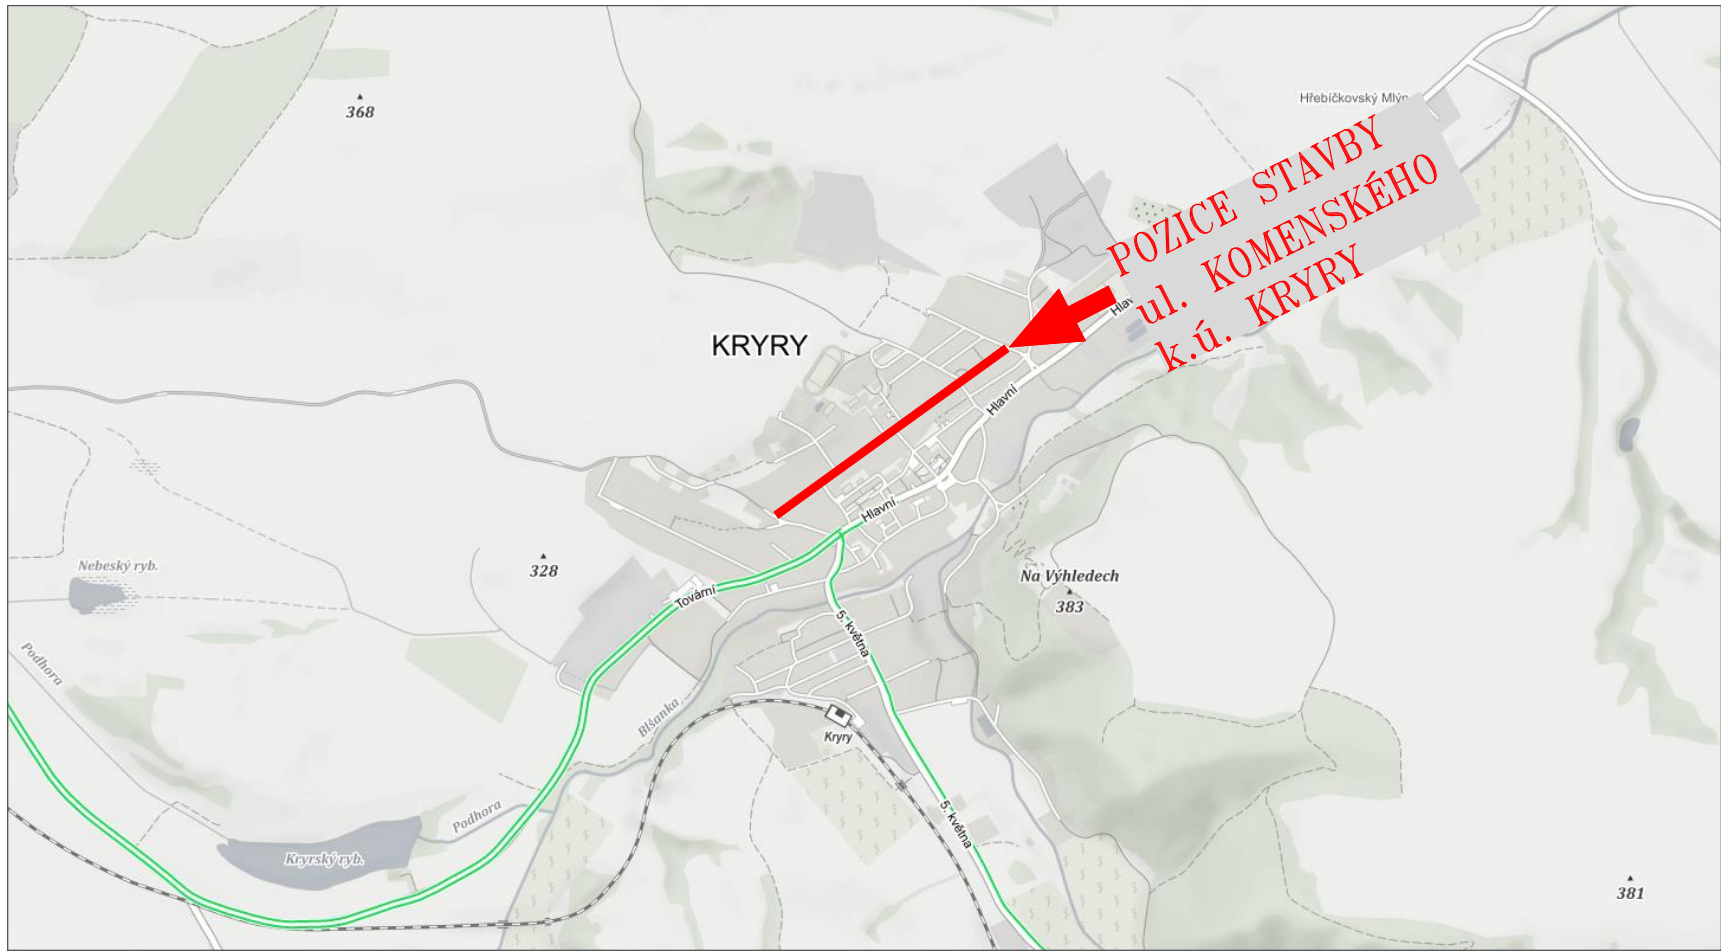 368
Hřebíčkovský Mlýn
POZICE STAVBY
ul. KOMENSKÉHO
k.ú. KRYRY
KRYRY
Hlavní
Hlavní
Nebeský ryb.
328
Na Výhledech
383
Tovární
5. května
Podhora
Blšanka
Kryry
Podhora
5. května
Kryrský ryb.
381